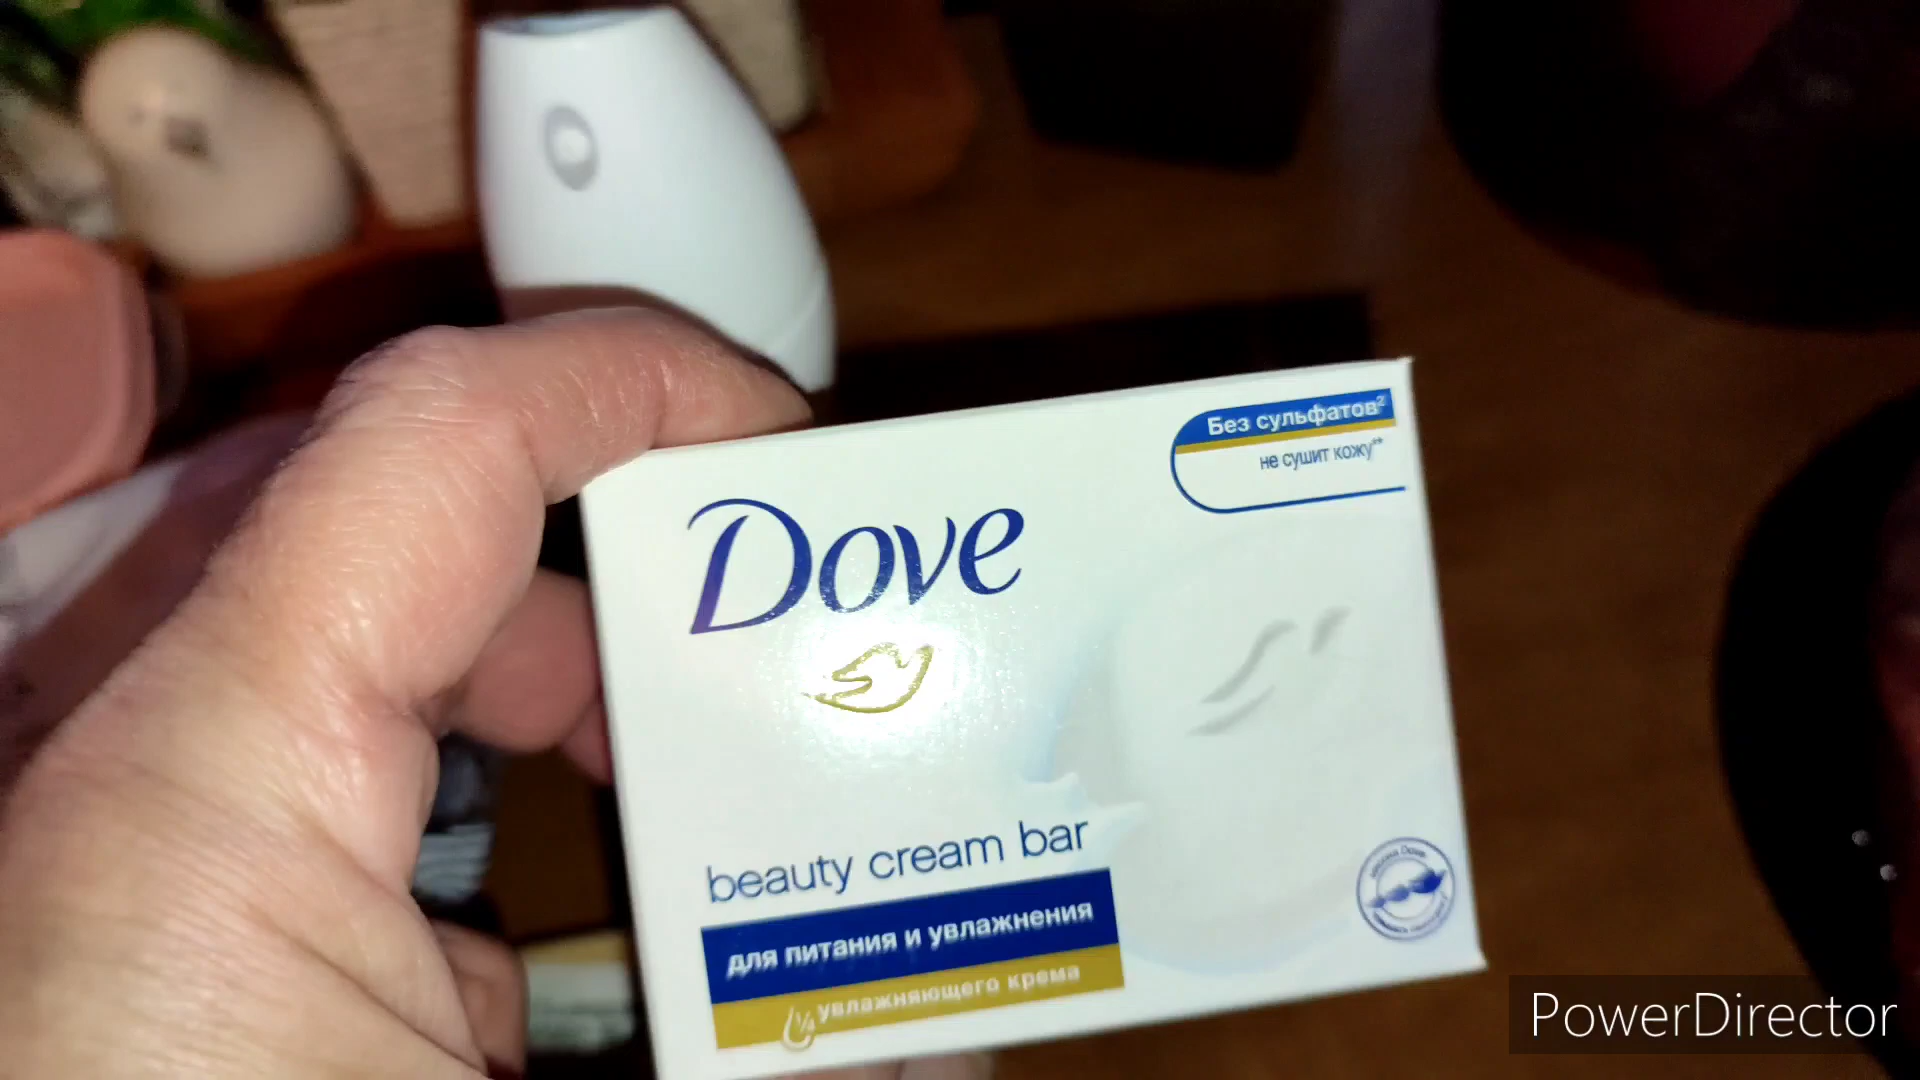 Без сульфатов²
не сушит кожу**
Dove
beauty cream bar
для питания и увлажнения
¼ увлажняющего крема
PowerDirector